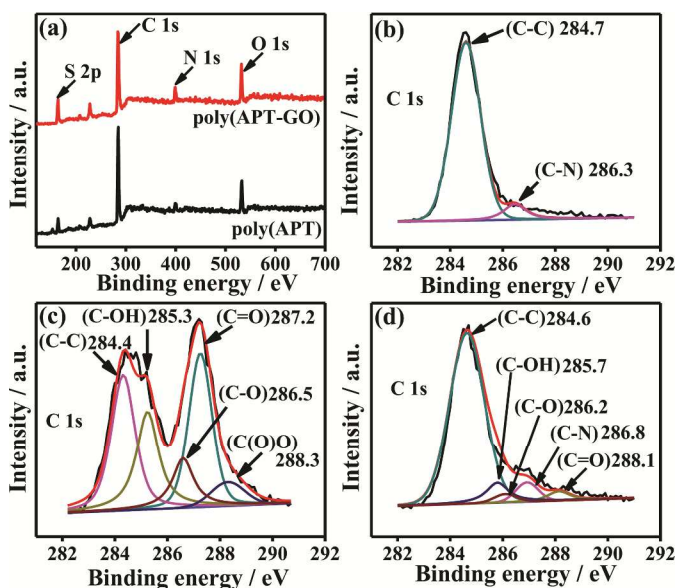 (a)
C 1s
S 2p
N 1s
O 1s
poly(APT-GO)
poly(APT)
Intensity / a.u.
200 300 400 500 600 700
Binding energy / eV
(b)
(C-C) 284.7
C 1s
(C-N) 286.3
Intensity / a.u.
282 284 286 288 290 292
Binding energy / eV
(c)
(C-OH)285.3
(C=O)287.2
(C-C)284.4
(C-O)286.5
C 1s
(C(O)O)
288.3
Intensity / a.u.
282 284 286 288 290 292
Binding energy / eV
(d)
(C-C)284.6
(C-OH)285.7
C 1s
(C-O)286.2
(C-N)286.8
(C=O)288.1
Intensity / a.u.
282 284 286 288 290 292
Binding energy / eV